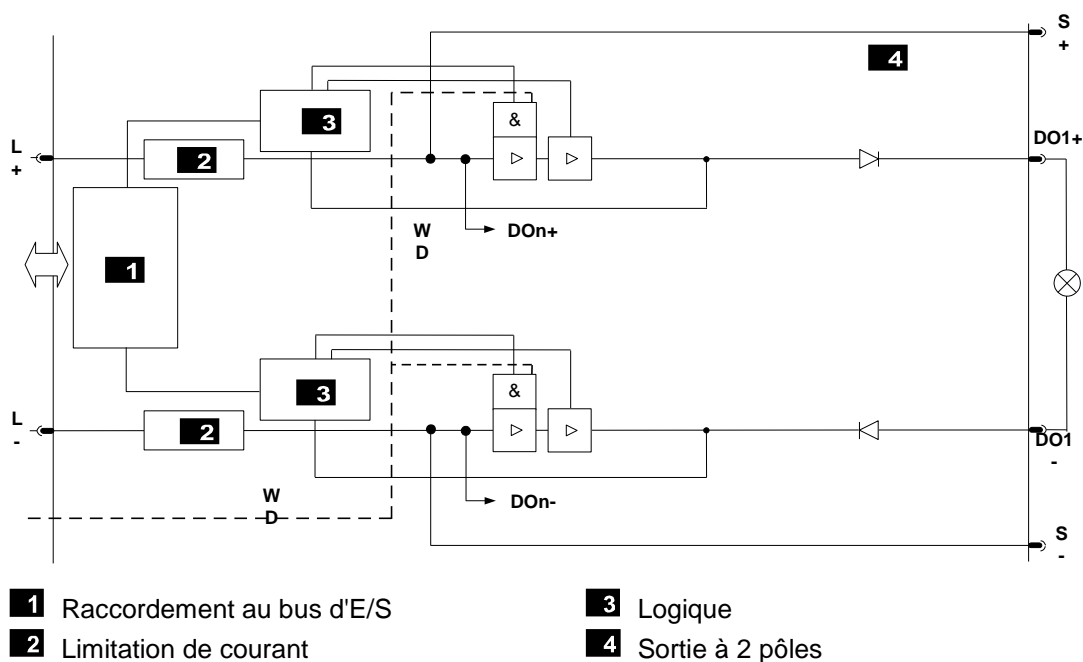 S
+
4
3
&
DO1+
L
+
2
W
D
DOn+
1
3
&
L
-
2
DO1
-
W
D
DOn-
S
-
1 Raccordement au bus d'E/S
2 Limitation de courant
3 Logique
4 Sortie à 2 pôles